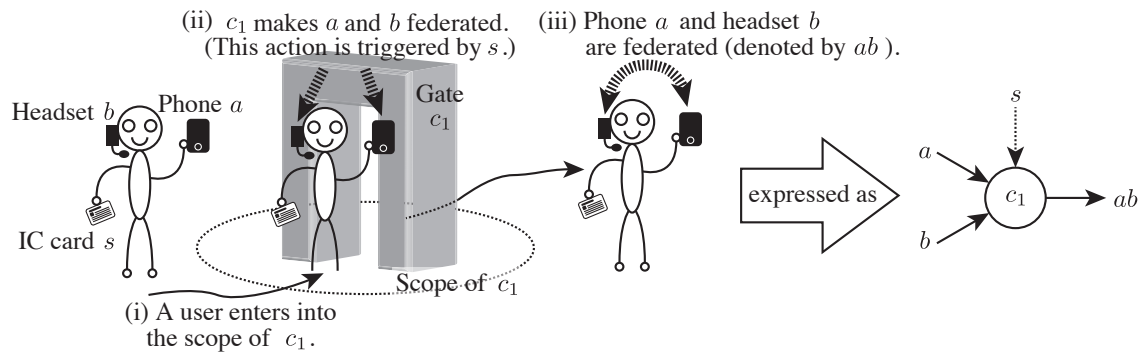 (ii) c₁ makes a and b federated.
(This action is triggered by s.)
(iii) Phone a and headset b
are federated (denoted by ab ).
Headset b
Phone a
Gate
c₁
IC card s
Scope of c₁
(i) A user enters into
the scope of c₁.
expressed as
s
a
c₁
ab
b